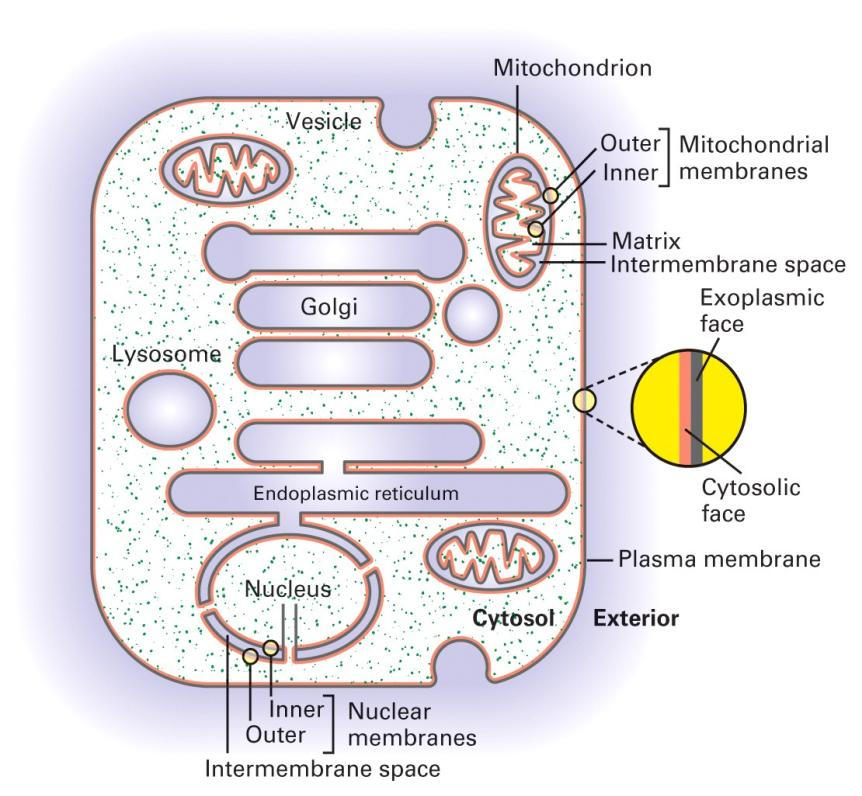 Mitochondrion
Vesicle
Outer
Inner
Mitochondrial
membranes
Matrix
Intermembrane space
Exoplasmic
face
Golgi
Lysosome
Cytosolic
face
Endoplasmic reticulum
Plasma membrane
Nucleus
Cytosol
Exterior
Inner
Outer
Nuclear
membranes
Intermembrane space